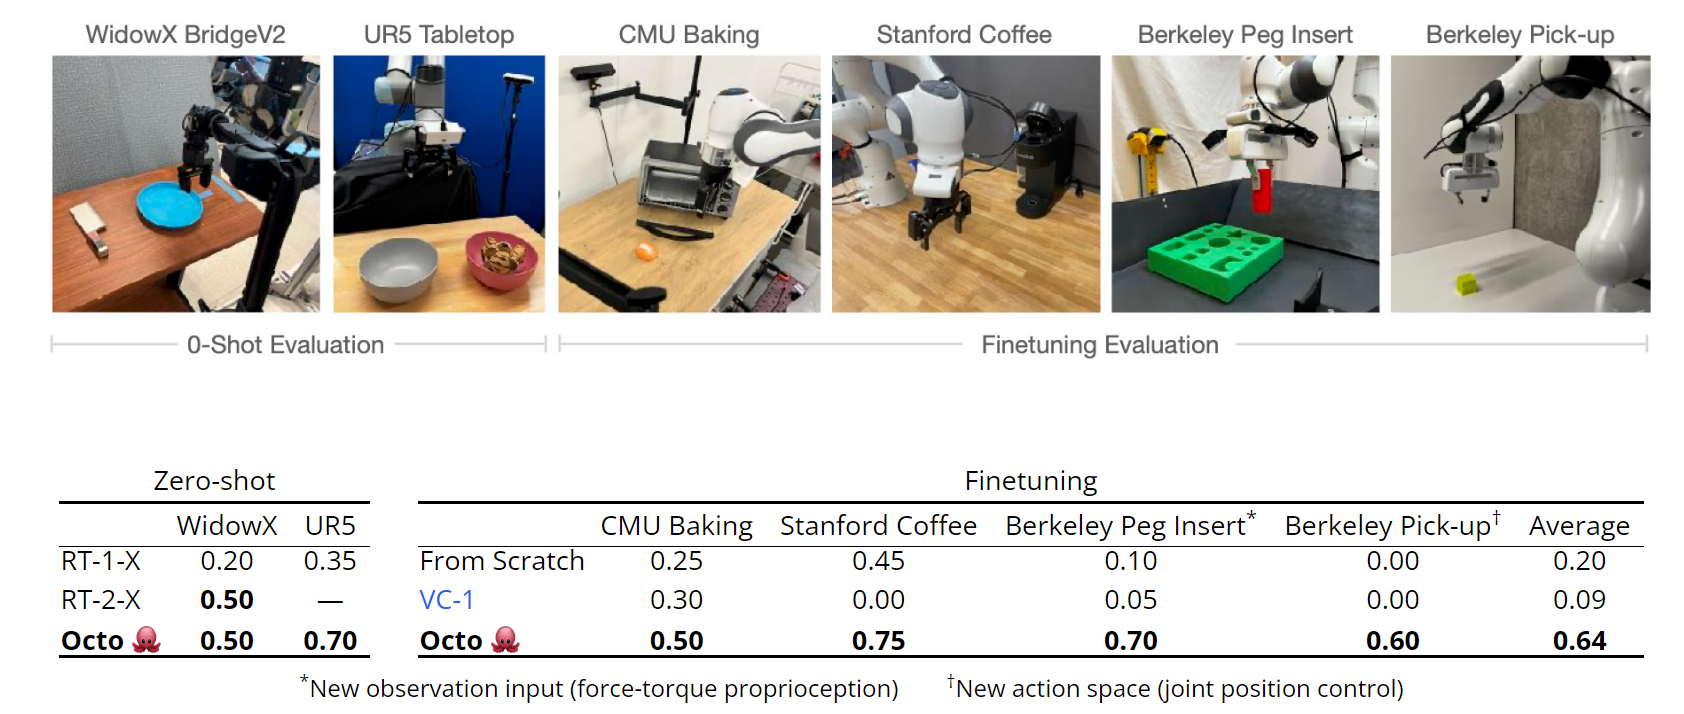 WidowX BridgeV2 UR5 Tabletop CMU Baking Stanford Coffee Berkeley Peg Insert Berkeley Pick-up
0-Shot Evaluation Finetuning Evaluation
Zero-shot
WidowX UR5
RT-1-X 0.20 0.35
RT-2-X 0.50 —
Octo 🐙 0.50 0.70
Finetuning
CMU Baking Stanford Coffee Berkeley Peg Insert* Berkeley Pick-up† Average
From Scratch 0.25 0.45 0.10 0.00 0.20
VC-1 0.30 0.00 0.05 0.00 0.09
Octo 🐙 0.50 0.75 0.70 0.60 0.64
*New observation input (force-torque proprioception) †New action space (joint position control)